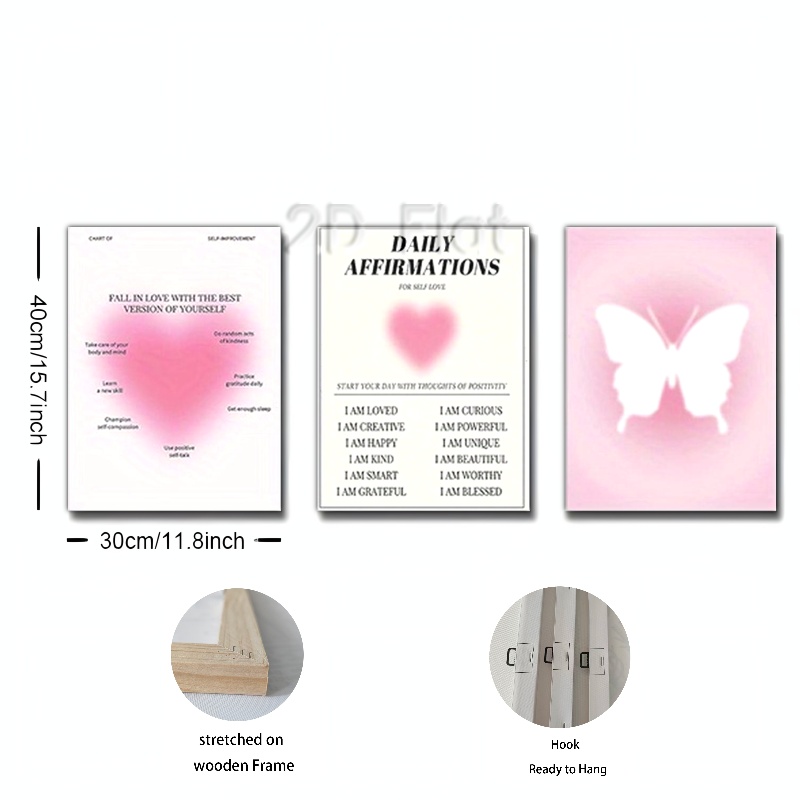 2D Flat
CHART OF
SELF-IMPROVEMENT
FALL IN LOVE WITH THE BEST
VERSION OF YOURSELF
Do random acts
of kindness
Take care of your
body and mind
Practice
gratitude daily
Learn
a new skill
Get enough sleep
Champion
self-compassion
Use positive
self-talk
DAILY
AFFIRMATIONS
FOR SELF LOVE
START YOUR DAY WITH THOUGHTS OF POSITIVITY
I AM LOVED
I AM CREATIVE
I AM HAPPY
I AM KIND
I AM SMART
I AM GRATEFUL
I AM CURIOUS
I AM POWERFUL
I AM UNIQUE
I AM BEAUTIFUL
I AM WORTHY
I AM BLESSED
40cm/15.7inch
30cm/11.8inch
stretched on
wooden Frame
Hook
Ready to Hang